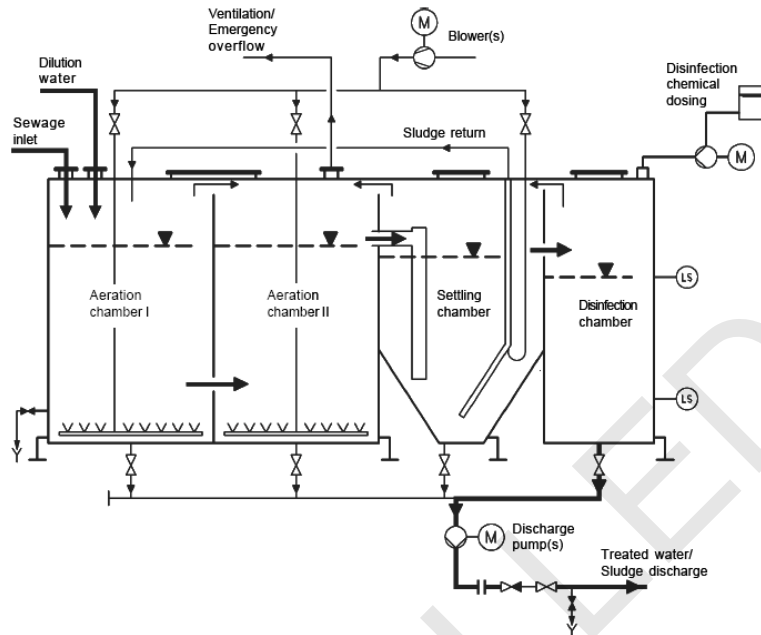 Ventilation/
Emergency
overflow
M
Blower(s)
Dilution
water
Disinfection
chemical
dosing
Sewage
inlet
Sludge return
M
Aeration
chamber I
Aeration
chamber II
Settling
chamber
Disinfection
chamber
LS
LS
M
Discharge
pump(s)
Treated water/
Sludge discharge